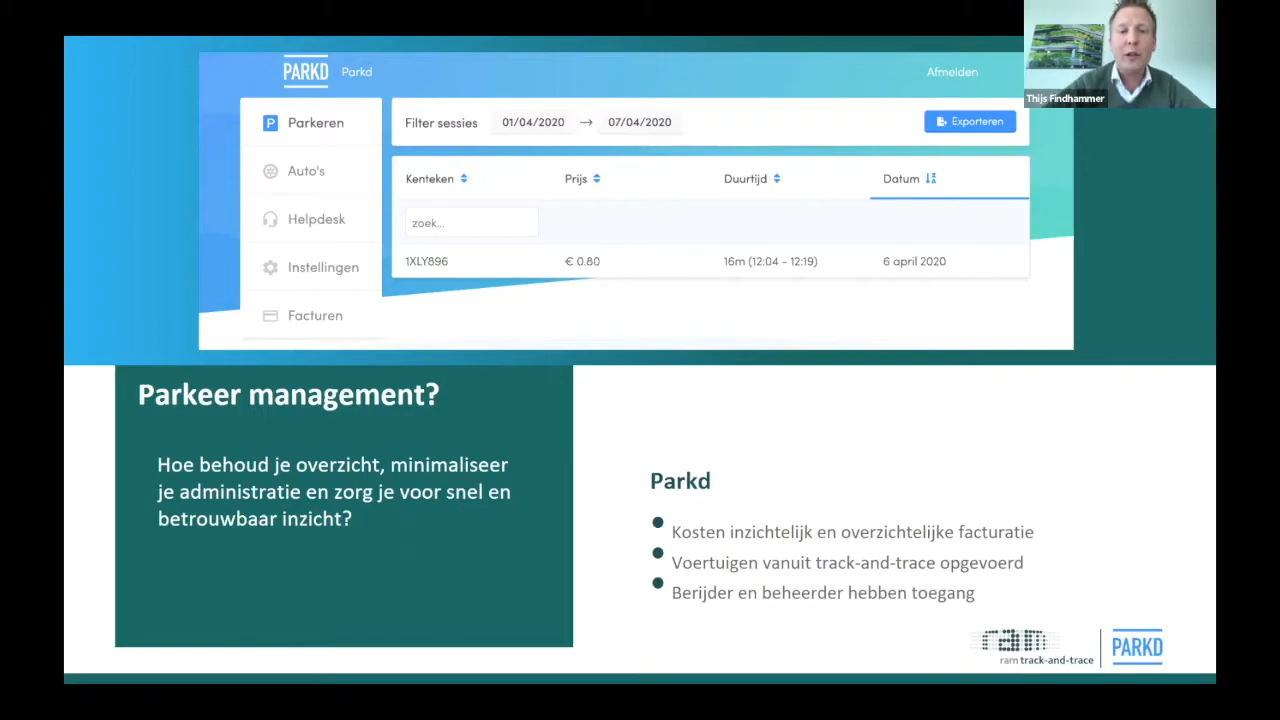 PARKD Parkd Afmelden
Thijs Findhammer
Parkeren
Auto's
Helpdesk
Instellingen
Facturen
Filter sessies 01/04/2020 → 07/04/2020 Exporteren
Kenteken Prijs Duurtijd Datum
zoek...
1XLY896 € 0.80 16m (12:04 - 12:19) 6 april 2020
Parkeer management?
Hoe behoud je overzicht, minimaliseer
je administratie en zorg je voor snel en
betrouwbaar inzicht?
Parkd
Kosten inzichtelijk en overzichtelijke facturatie
Voertuigen vanuit track-and-trace opgevoerd
Berijder en beheerder hebben toegang
ram
ram track-and-trace
PARKD